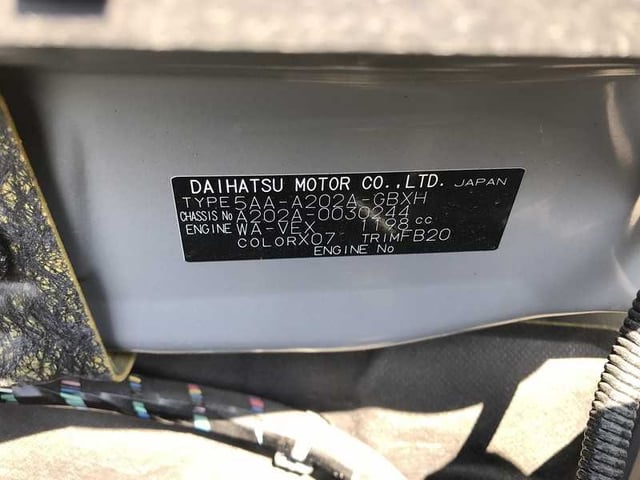 DAIHATSU MOTOR CO.,LTD. JAPAN
TYPE 5AA-A202A-GBXH
CHASSIS No A202A-0030244
ENGINE WA-VEX 1198 cc
COLOR X07 TRIM FB20
ENGINE No